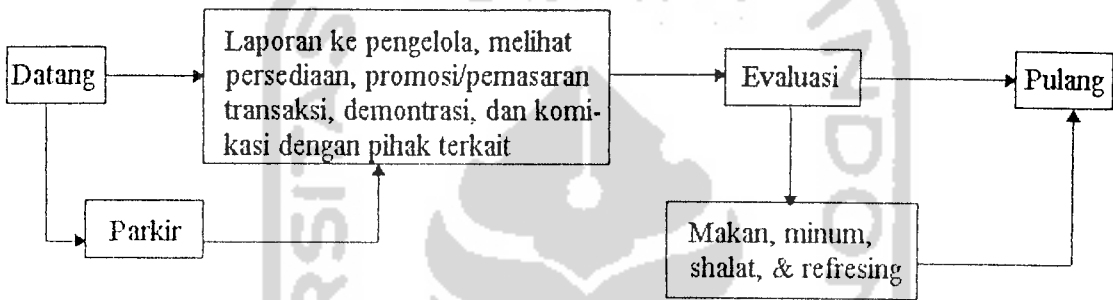 Datang
Laporan ke pengelola, melihat
persediaan, promosi/pemasaran
transaksi, demontrasi, dan komi-
kasi dengan pihak terkait
Evaluasi
Pulang
Parkir
Makan, minum,
shalat, & refresing